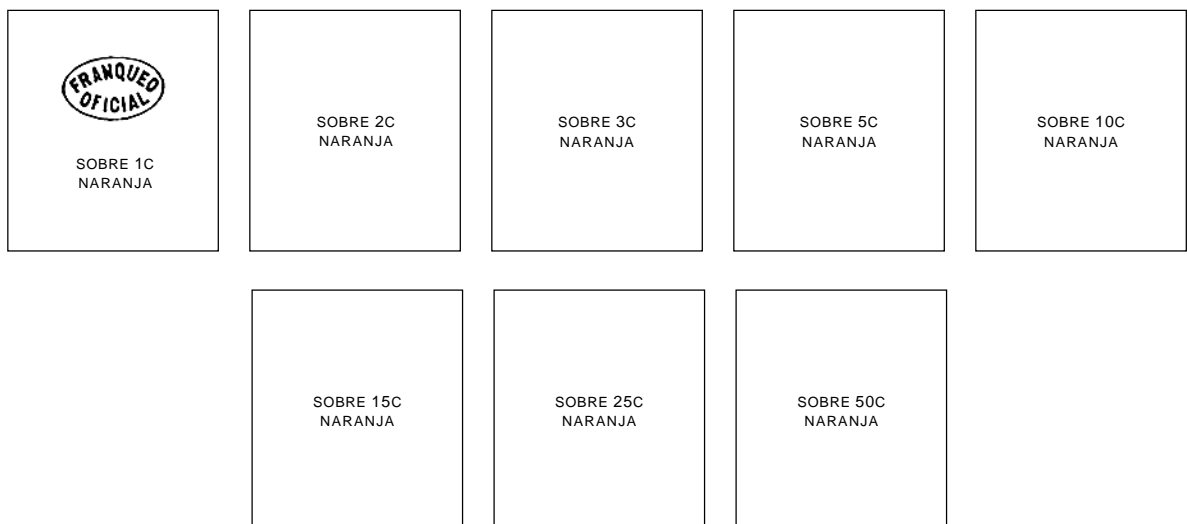 FRANQUEO
OFICIAL
SOBRE 1C
NARANJA
SOBRE 2C
NARANJA
SOBRE 3C
NARANJA
SOBRE 5C
NARANJA
SOBRE 10C
NARANJA
SOBRE 15C
NARANJA
SOBRE 25C
NARANJA
SOBRE 50C
NARANJA